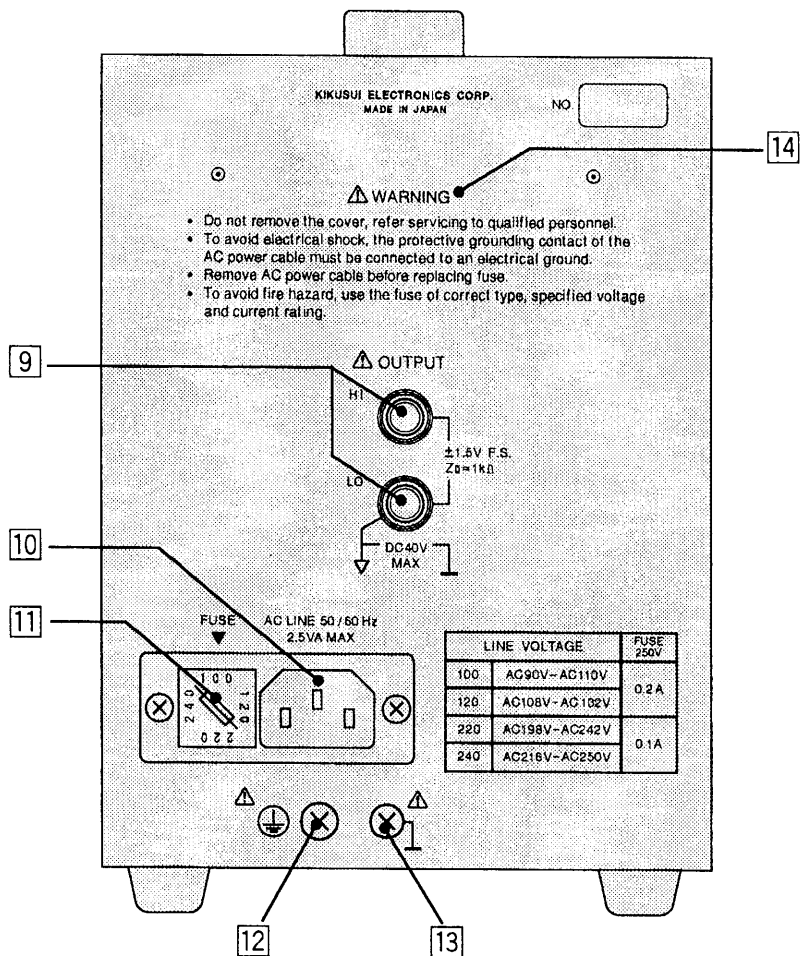 KIKUSUI ELECTRONICS CORP.
MADE IN JAPAN
NO
14
⚠ WARNING
• Do not remove the cover, refer servicing to qualified personnel.
• To avoid electrical shock, the protective grounding contact of the
AC power cable must be connected to an electrical ground.
• Remove AC power cable before replacing fuse.
• To avoid fire hazard, use the fuse of correct type, specified voltage
and current rating.
9
⚠ OUTPUT
HI
±1.5V F.S.
Zo≈1kΩ
LO
DC40V
MAX
10
11
FUSE
AC LINE 50/60 Hz
2.5VA MAX
100
120
220
240
LINE VOLTAGE FUSE 250V
100 AC90V-AC110V 0.2A
120 AC108V-AC132V
220 AC198V-AC242V 0.1A
240 AC216V-AC250V
12
13